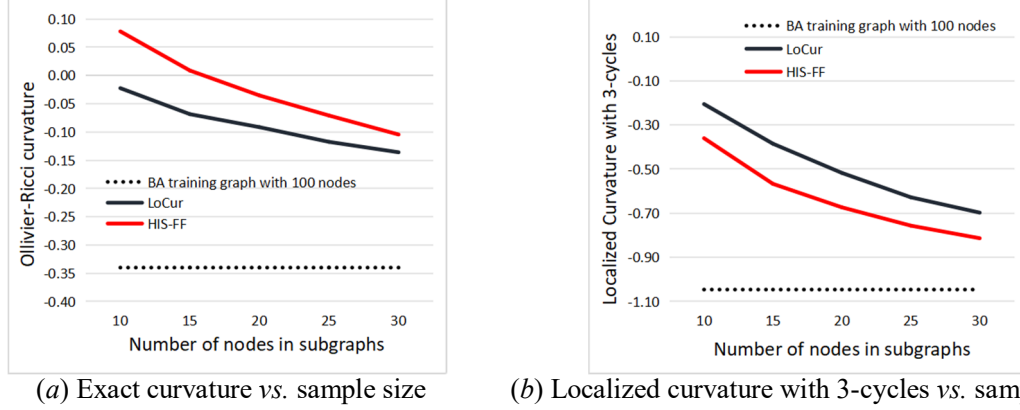 0.10
0.05
0.00
-0.05
-0.10
-0.15
-0.20
-0.25
-0.30
-0.35
-0.40
Ollivier-Ricci curvature
BA training graph with 100 nodes
LoCur
HIS-FF
10 15 20 25 30
Number of nodes in subgraphs
(a) Exact curvature vs. sample size
BA training graph with 100 nodes
LoCur
HIS-FF
0.10
-0.10
-0.30
-0.50
-0.70
-0.90
-1.10
Localized Curvature with 3-cycles
10 15 20 25 30
Number of nodes in subgraphs
(b) Localized curvature with 3-cycles vs. sam